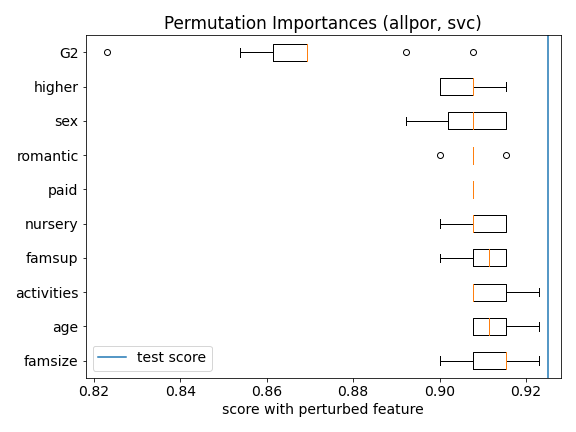 Permutation Importances (allpor, svc)
G2
higher
sex
romantic
paid
nursery
famsup
activities
age
famsize
test score
0.82 0.84 0.86 0.88 0.90 0.92
score with perturbed feature